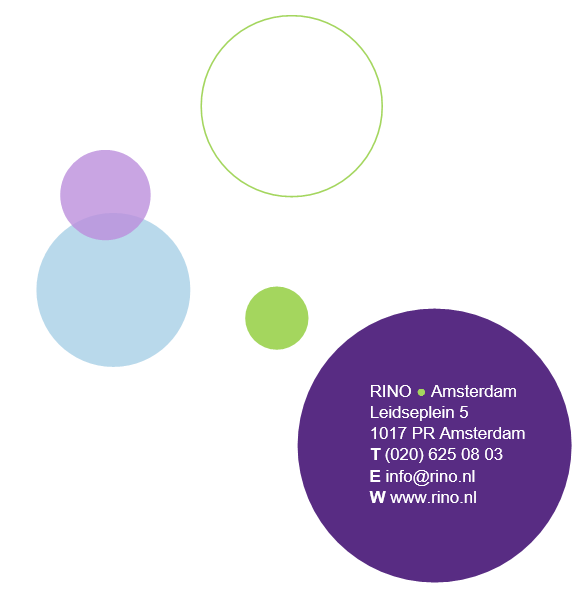 RINO ● Amsterdam
Leidseplein 5
1017 PR Amsterdam
T (020) 625 08 03
E info@rino.nl
W www.rino.nl